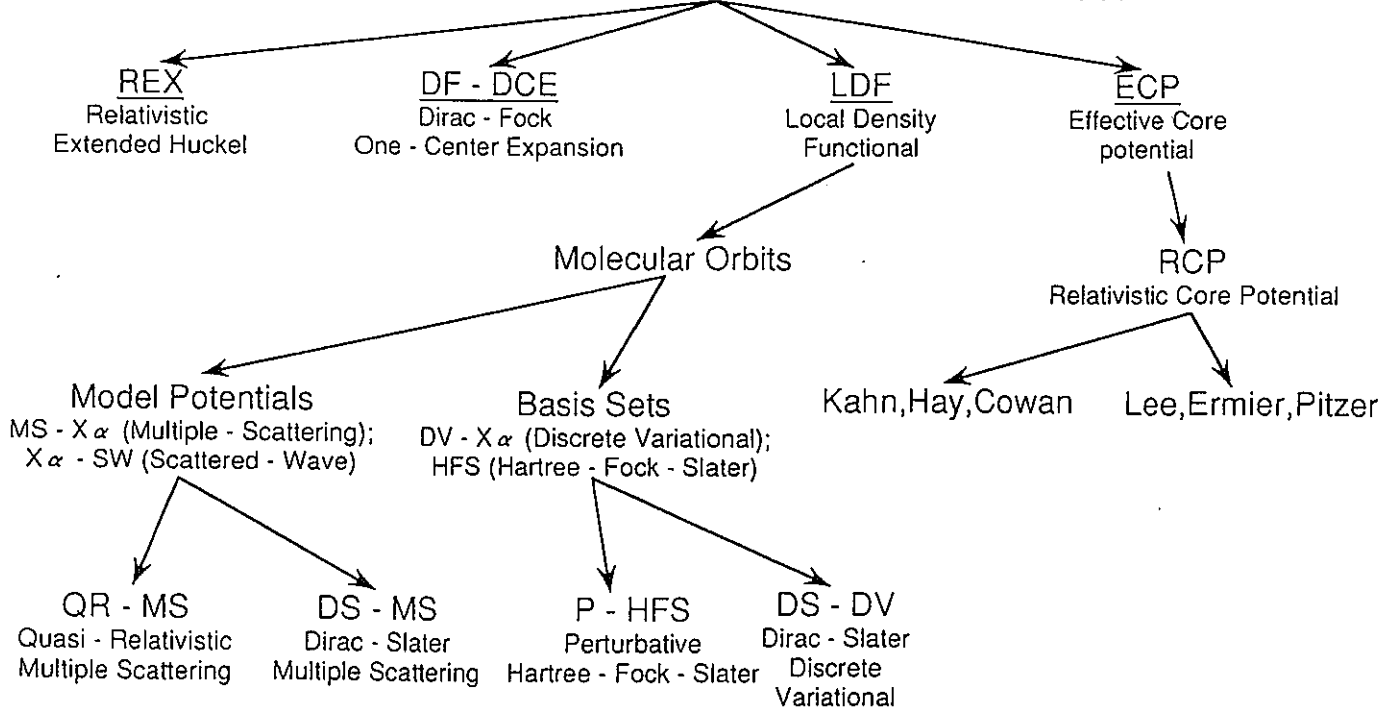 REX
Relativistic
Extended Huckel
DF - DCE
Dirac - Fock
One - Center Expansion
LDF
Local Density
Functional
ECP
Effective Core
potential
Molecular Orbits
RCP
Relativistic Core Potential
Model Potentials
MS - Xα (Multiple - Scattering);
Xα - SW (Scattered - Wave)
Basis Sets
DV - Xα (Discrete Variational);
HFS (Hartree - Fock - Slater)
Kahn,Hay,Cowan
Lee,Ermier,Pitzer
QR - MS
Quasi - Relativistic
Multiple Scattering
DS - MS
Dirac - Slater
Multiple Scattering
P - HFS
Perturbative
Hartree - Fock - Slater
DS - DV
Dirac - Slater
Discrete
Variational